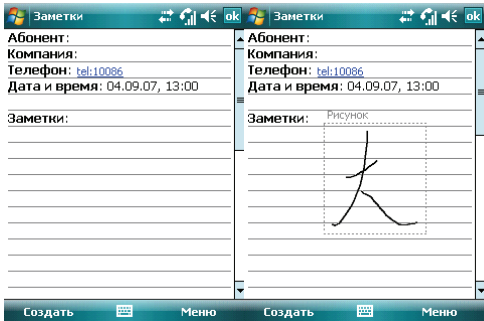 Заметки
ok
Абонент:
Компания:
Телефон: tel:10086
Дата и время: 04.09.07, 13:00
Заметки:
Создать
Меню
Заметки
ok
Абонент:
Компания:
Телефон: tel:10086
Дата и время: 04.09.07, 13:00
Заметки:
Рисунок
Создать
Меню